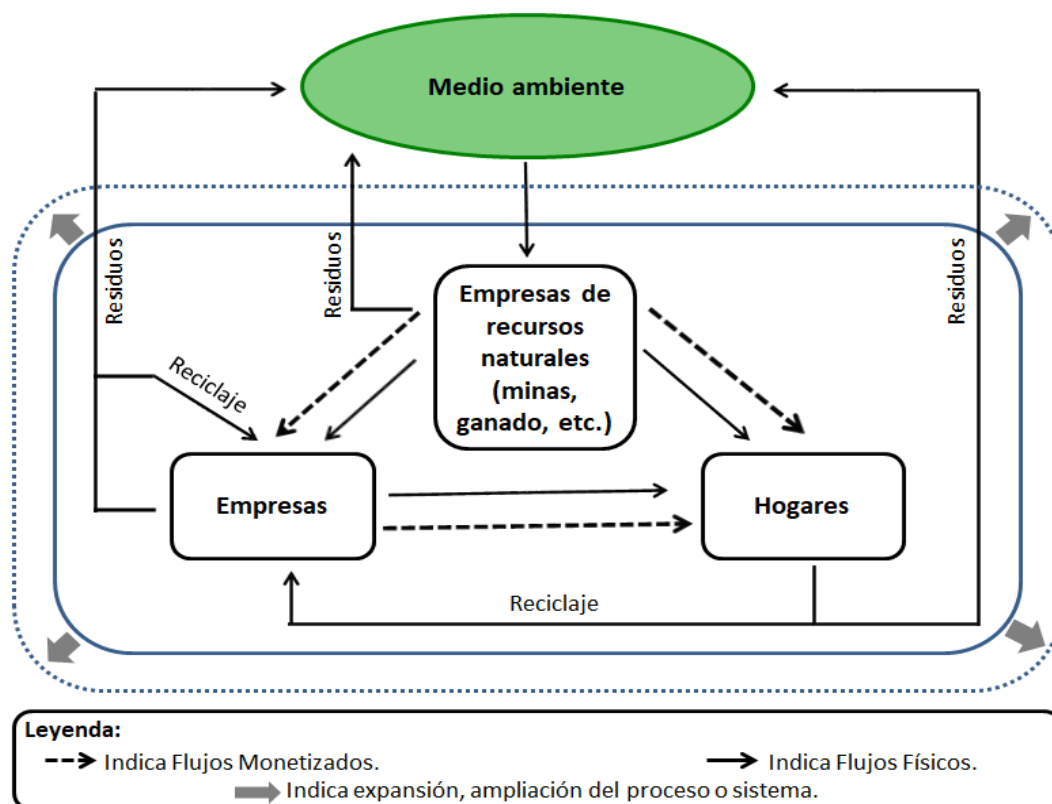 Medio ambiente
Residuos
Residuos
Residuos
Empresas de
recursos
naturales
(minas,
ganado, etc.)
Reciclaje
Empresas
Hogares
Reciclaje
Leyenda:
Indica Flujos Monetizados.
Indica Flujos Físicos.
Indica expansión, ampliación del proceso o sistema.